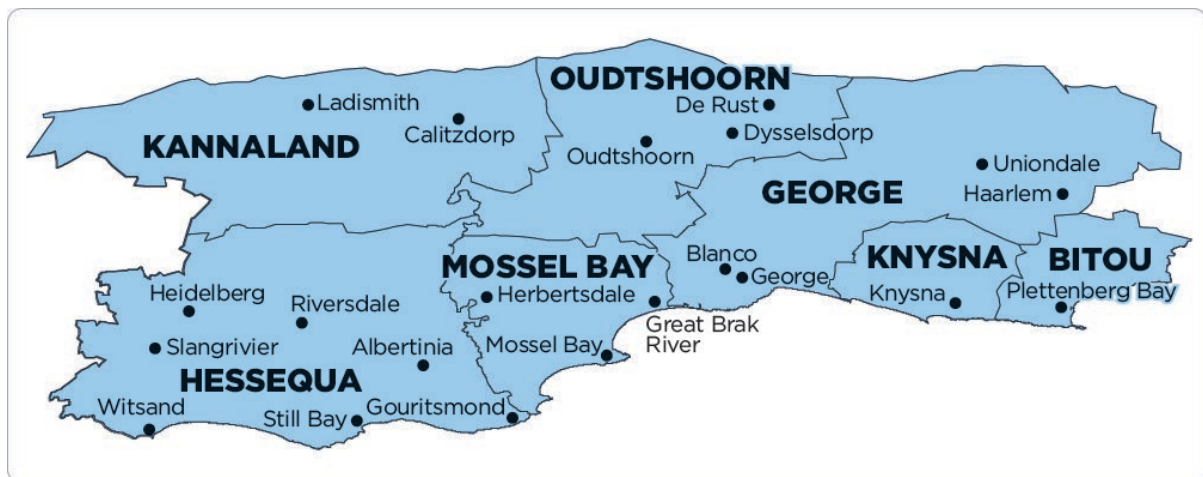 OUDTSHOORN
De Rust
Ladismith
Calitzdorp
Dysselsdorp
KANNALAND
Oudtshoorn
Uniondale
GEORGE
Haarlem
KNYSNA
BITOU
Blanco
George
MOSSEL BAY
Herbertsdale
Knysna
Plettenberg Bay
Heidelberg
Riversdale
Great Brak
River
Slangrivier
Albertinia
Mossel Bay
HESSEQUA
Witsand
Still Bay
Gouritsmond